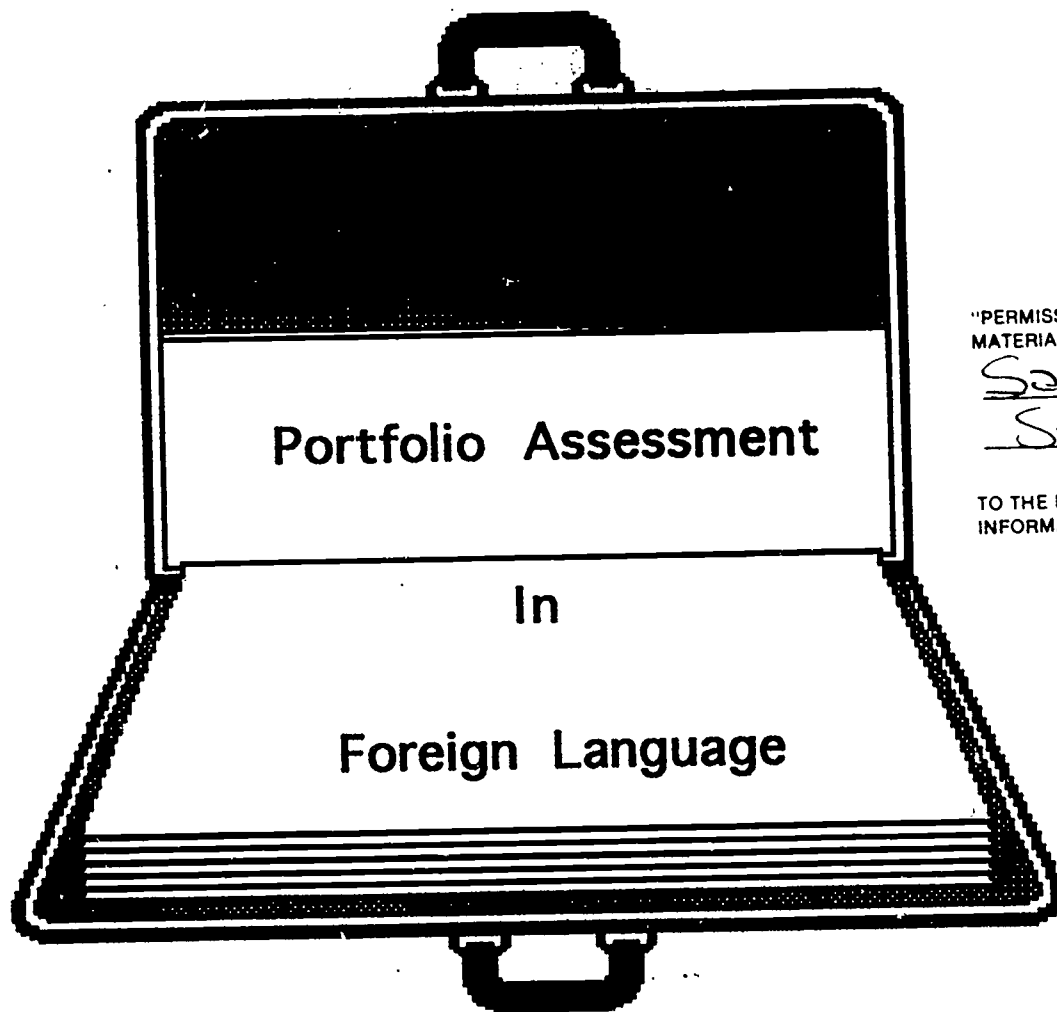 Portfolio Assessment
In
Foreign Language
"PERMISS
MATERIA
TO THE
INFORM